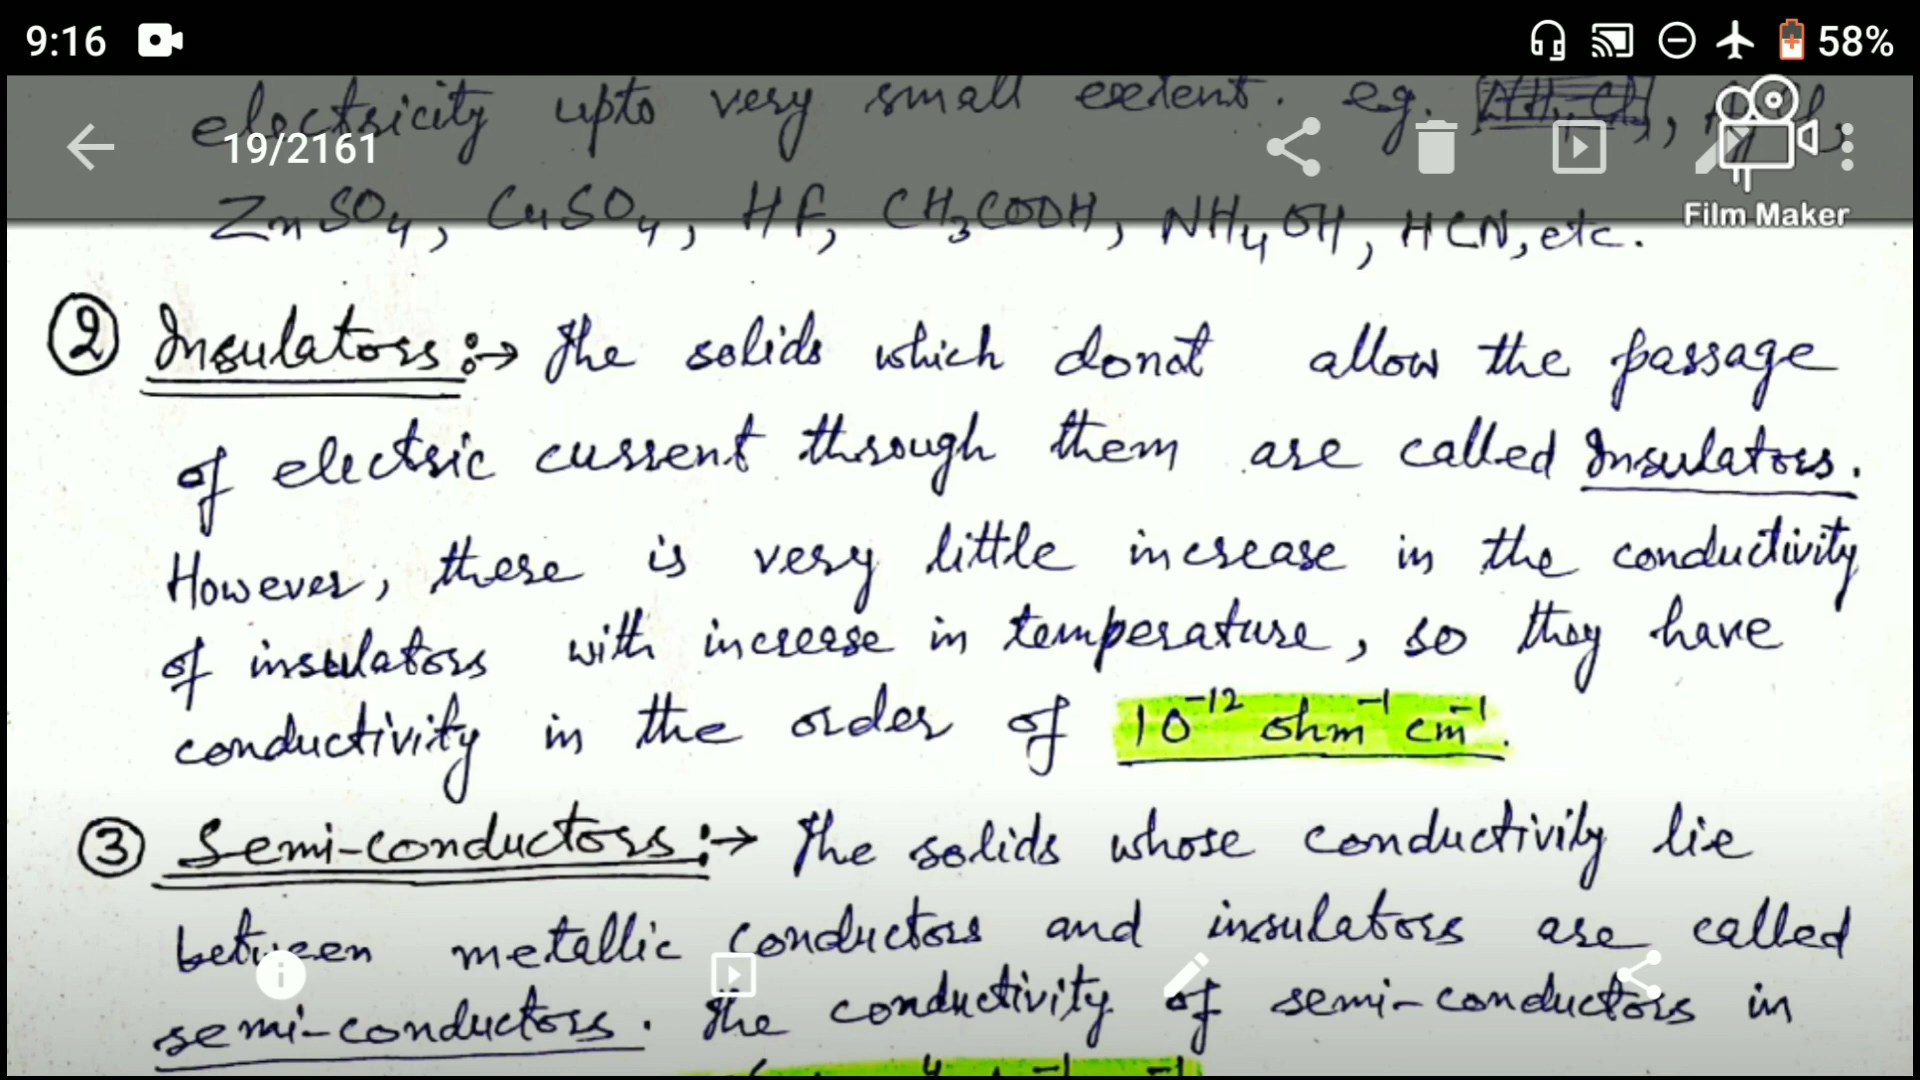 9:16 58%
electricity upto very small extent. eg.
19/2161
ZnSO4, CuSO4, HF, CH3COOH, NH4OH, HCN, etc.
Film Maker
② Insulators:→ The solids which donot allow the passage
of electric current through them are called Insulators.
However, there is very little increase in the conductivity
of insulators with increase in temperature, so they have
conductivity in the order of 10⁻¹² ohm⁻¹ cm⁻¹.
③ Semi-conductors:→ The solids whose conductivity lie
between metallic conductors and insulators are called
semi-conductors. The conductivity of semi-conductors in